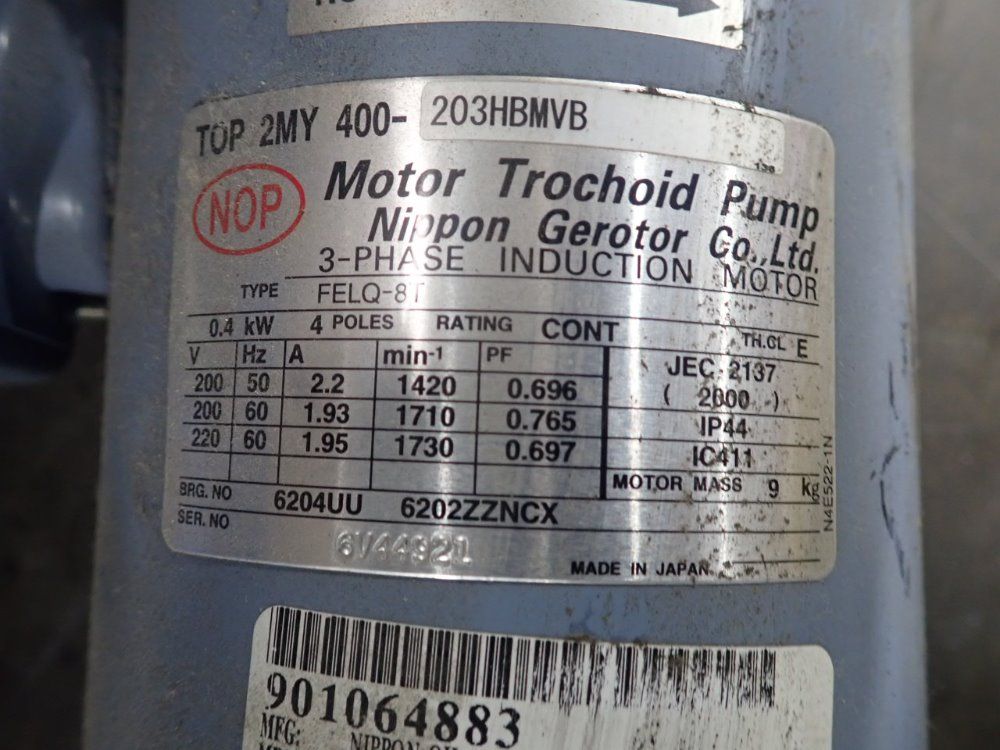 TOP 2MY 400- 203HBMVB
NOP
Motor Trochoid Pump
Nippon Gerotor Co.,Ltd.
3-PHASE INDUCTION MOTOR
TYPE FELQ-8T
0.4 kW 4 POLES RATING CONT TH.CL E
V Hz A min-1 PF
JEC-2137
200 50 2.2 1420 0.696
( 2000 )
200 60 1.93 1710 0.765
IP44
220 60 1.95 1730 0.697
IC411
MOTOR MASS 9 kg
BRG. NO 6204UU 6202ZZNCX
SER. NO 6V44921
MADE IN JAPAN
N4E522-1N
901064883
MFG: NIPPON